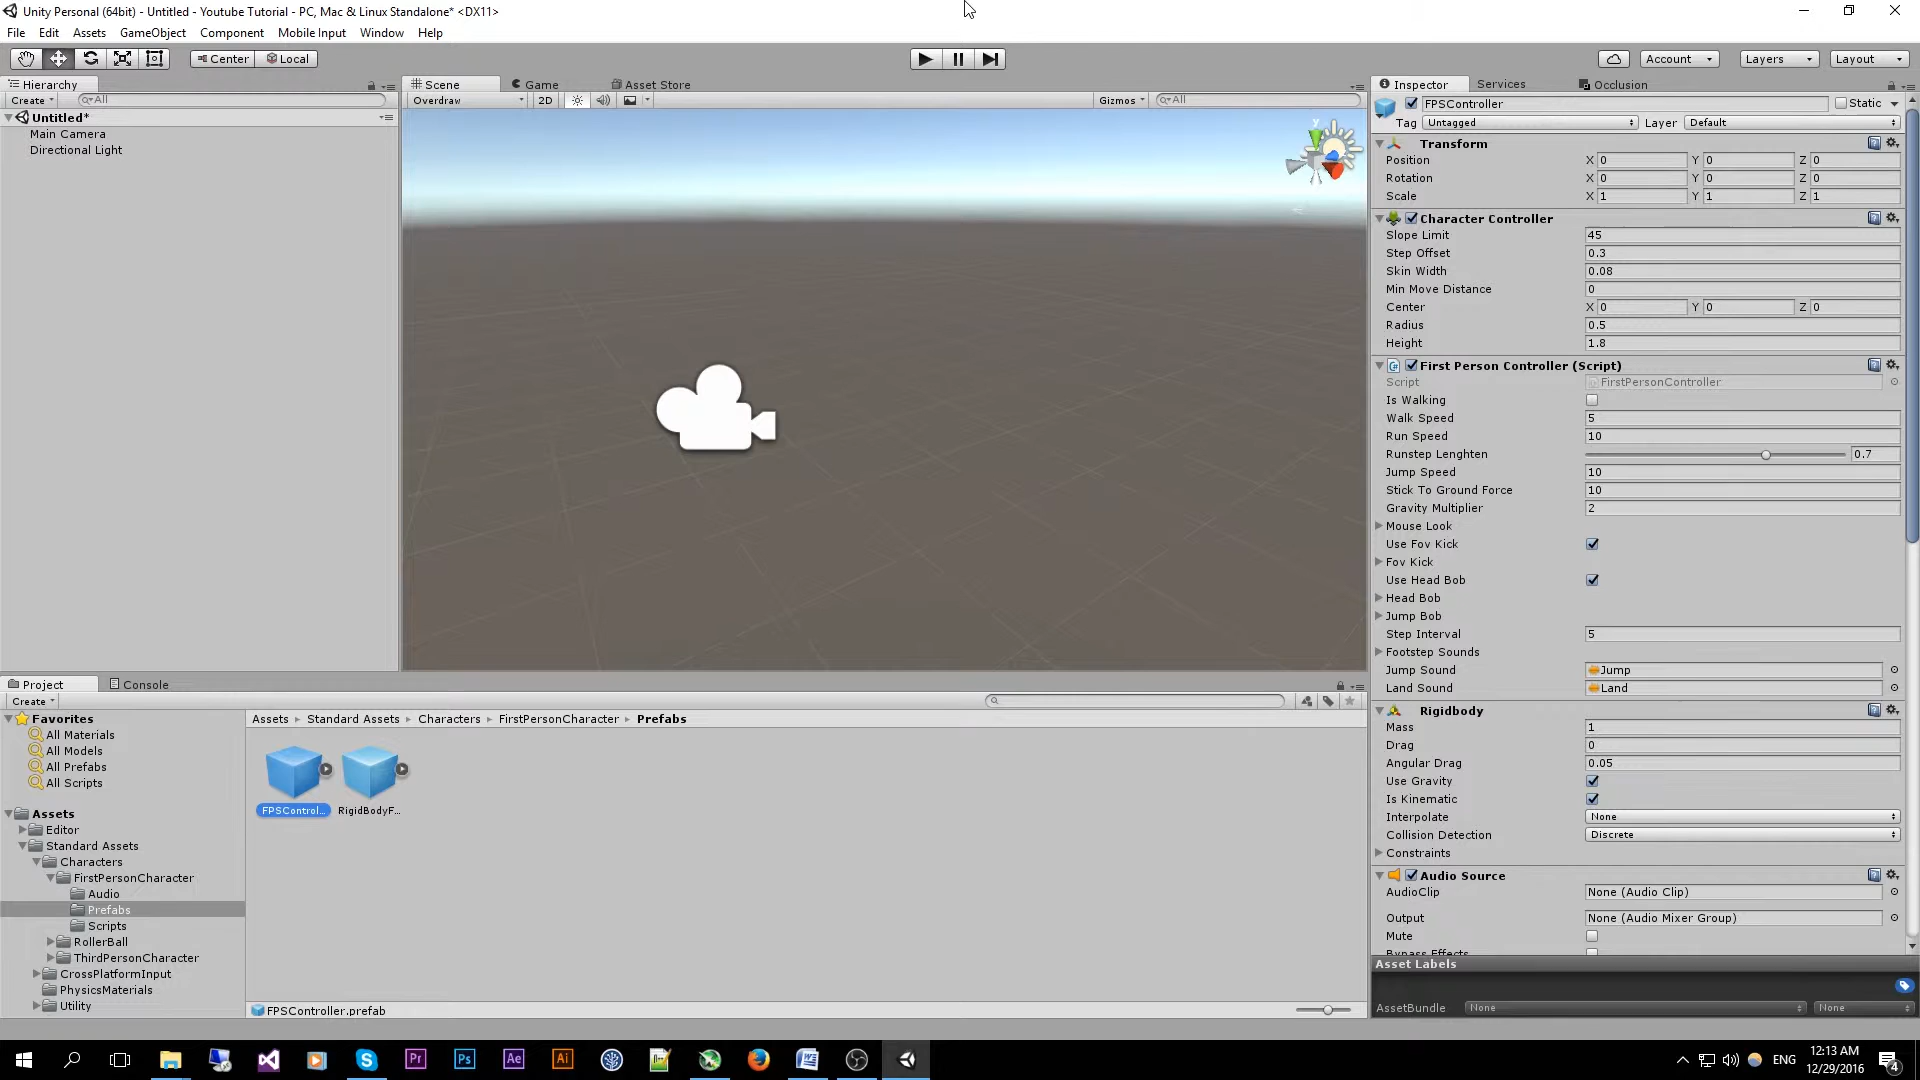 Unity Personal (64bit) - Untitled - Youtube Tutorial - PC, Mac & Linux Standalone* <DX11>
File Edit Assets GameObject Component Mobile Input Window Help
Center Local Account Layers Layout
Hierarchy
Create All
Untitled*
Main Camera
Directional Light
Scene Game Asset Store
Overdraw 2D Gizmos All
y
Inspector Services Occlusion
FPSController Static
Tag Untagged Layer Default
Transform
Position X 0 Y 0 Z 0
Rotation X 0 Y 0 Z 0
Scale X 1 Y 1 Z 1
Character Controller
Slope Limit 45
Step Offset 0.3
Skin Width 0.08
Min Move Distance 0
Center X 0 Y 0 Z 0
Radius 0.5
Height 1.8
First Person Controller (Script)
Script FirstPersonController
Is Walking
Walk Speed 5
Run Speed 10
Runstep Lenghten 0.7
Jump Speed 10
Stick To Ground Force 10
Gravity Multiplier 2
Mouse Look
Use Fov Kick
Fov Kick
Use Head Bob
Head Bob
Jump Bob
Step Interval 5
Footstep Sounds
Jump Sound Jump
Land Sound Land
Rigidbody
Mass 1
Drag 0
Angular Drag 0.05
Use Gravity
Is Kinematic
Interpolate None
Collision Detection Discrete
Constraints
Audio Source
AudioClip None (Audio Clip)
Output None (Audio Mixer Group)
Mute
Bypass Effects
Asset Labels
AssetBundle None None
Project Console
Create
Favorites
All Materials
All Models
All Prefabs
All Scripts
Assets
Editor
Standard Assets
Characters
FirstPersonCharacter
Audio
Prefabs
Scripts
RollerBall
ThirdPersonCharacter
CrossPlatformInput
PhysicsMaterials
Utility
Assets Standard Assets Characters FirstPersonCharacter Prefabs
FPSControl... RigidBodyF...
FPSController.prefab
Pr Ps Ae Ai
ENG 12:13 AM
12/29/2016
4